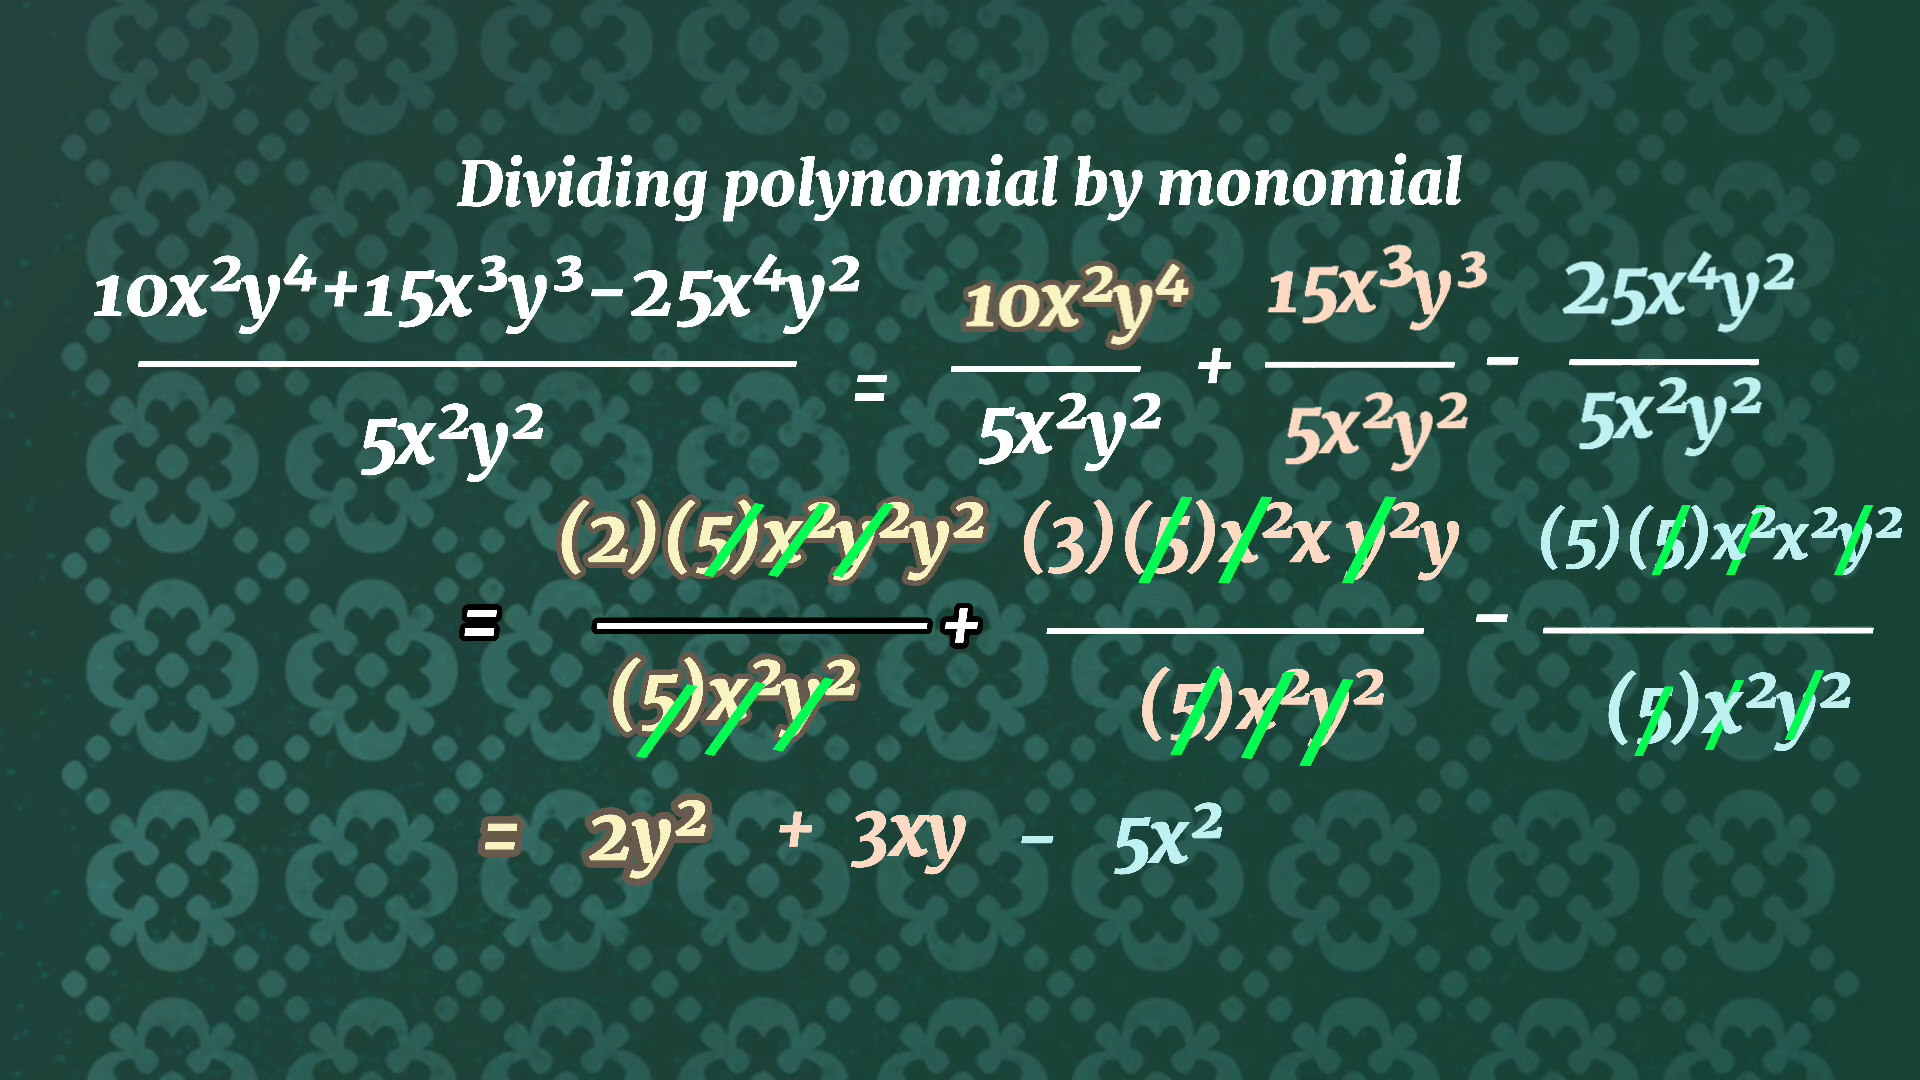 Dividing polynomial by monomial
10x²y⁴+15x³y³−25x⁴y² / 5x²y² = 10x²y⁴ / 5x²y² + 15x³y³ / 5x²y² − 25x⁴y² / 5x²y²
= (2)(5)x²y²y² / (5)x²y² + (3)(5)x²x y²y / (5)x²y² − (5)(5)x²x²y² / (5)x²y²
= 2y² + 3xy − 5x²